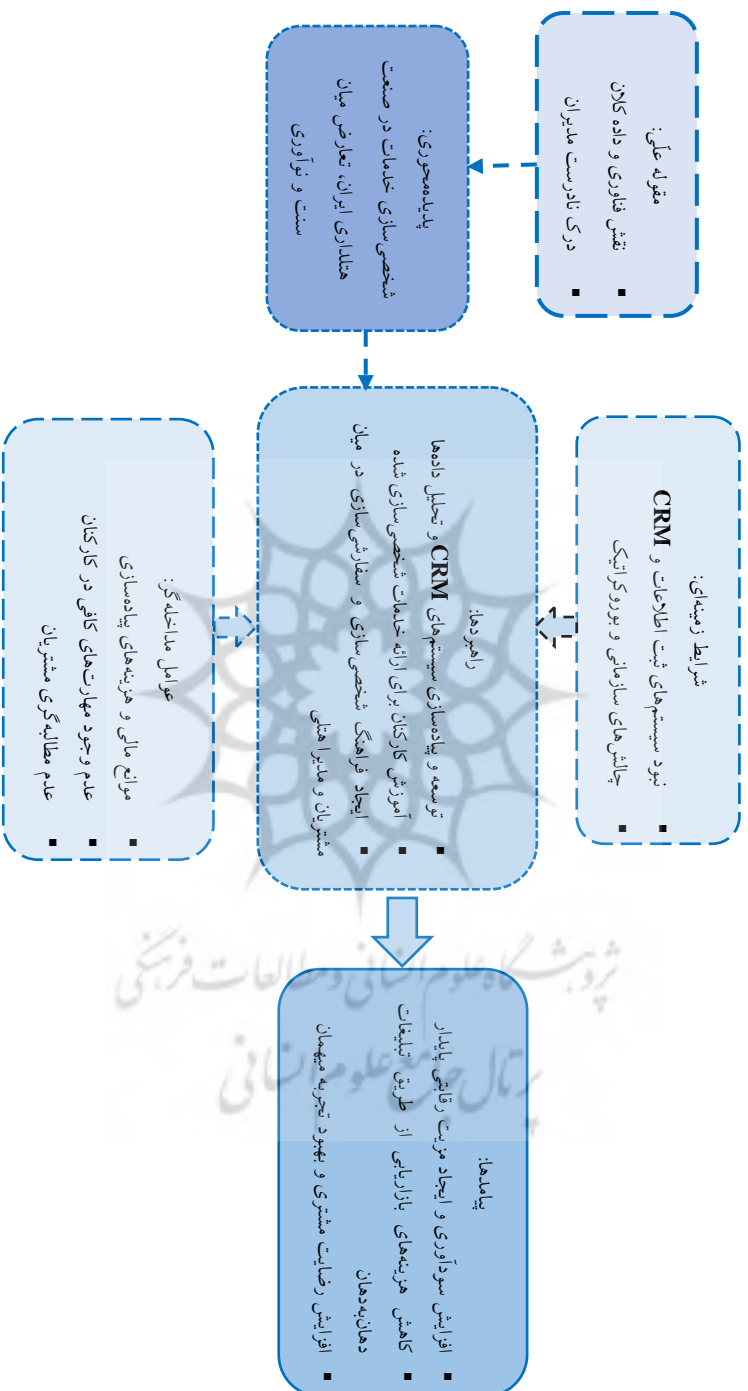 مقوله علّی:
نقش فناوری و داده کلان
درک نادرست مدیران
پدیده‌محوری:
شخصی‌سازی خدمات در صنعت
هتلداری ایران، تعارض میان
سنت و نوآوری
شرایط زمینه‌ای:
نبود سیستم‌های ثبت اطلاعات و CRM
چالش‌های سازمانی و بوروکراتیک
راهبردها:
توسعه و پیاده‌سازی سیستم‌های CRM و تحلیل داده‌ها
آموزش کارکنان برای ارائه خدمات شخصی‌سازی شده
ایجاد فراهنگ شخصی‌سازی و سفارشی‌سازی در میان
مشتریان و مدیرا هتلی
عوامل مداخله‌گر:
موانع مالی و هزینه‌های پیاده‌سازی
عدم وجود مهارت‌های کافی در کارکنان
عدم مطالبه‌گری مشتریان
پیامدها:
افزایش سودآوری و ایجاد مزیت رقابتی پایدار
کاهش هزینه‌های بازاریابی از طریق تبلیغات
دهان‌به‌دهان
افزایش رضایت مشتری و بهبود تجربه میهمان
پژوهشگاه علوم انسانی و مطالعات فرهنگی
پرتال جامع علوم انسانی